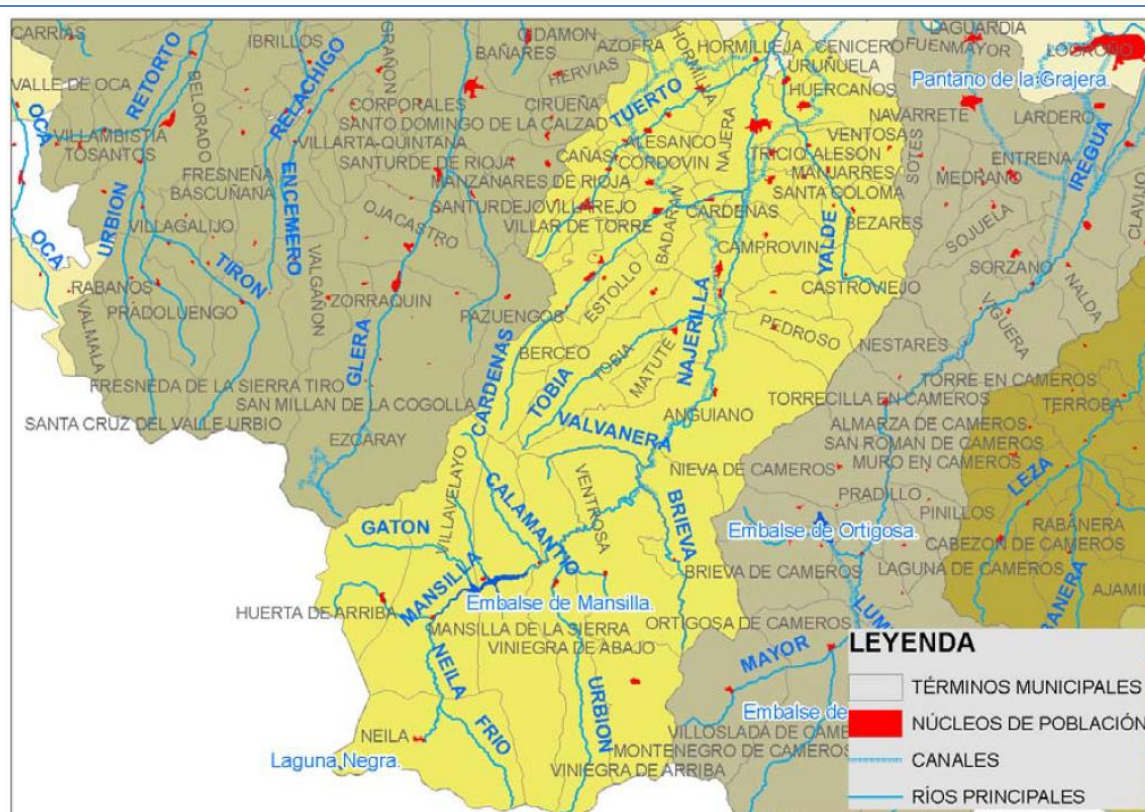 CARRIAS
IBRILLOS
GRAÑON
CIDAMON
BAÑARES
AZOFRA
HORMILLA
HORMILLEJA
CENICERO
URUÑUELA
FUENMAYOR
LAGUARDIA
LOGROÑO
VALLE DE OCA
RETORTO
BELORADO
RELACHIGO
HERVIAS
TUERTO
HUERCANOS
Pantano de la Grajera.
NAVARRETE
LARDERO
OCA
VILLAMBISTIA
TOSANTOS
CORPORALES
CIRUEÑA
SANTO DOMINGO DE LA CALZAD
VILLARTA-QUINTANA
ALESANCO
NAJERA
VENTOSA
SOTES
ENTRENA
IREGUA
FRESNEÑA
BASCUÑANA
SANTURDE DE RIOJA
CAÑAS
CORDOVIN
TRICIO
ALESON
MANJARRES
MEDRANO
MANZANARES DE RIOJA
SANTA COLOMA
CLAVIJO
URBION
ENCEMERO
OJACASTRO
SANTURDEJO
VILLAREJO
VILLAR DE TORRE
BADARAN
CARDENAS
YALDE
BEZARES
SOJUELA
OCA
VILLAGALIJO
VALGAÑON
CAMPROVIN
SORZANO
TIRON
NALDA
RABANOS
VALMALA
PRADOLUENGO
ZORRAQUIN
PAZUENGOS
ESTOLLO
CASTROVIEJO
VIGUERA
GLERA
CARDENAS
BERCEO
TOBIA
TOBIA
MATUTE
NAJERILLA
PEDROSO
NESTARES
FRESNEDA DE LA SIERRA TIRO
SAN MILLAN DE LA COGOLLA
TORRE EN CAMEROS
TORRECILLA EN CAMEROS
TERROBA
SANTA CRUZ DEL VALLE URBIO
EZCARAY
VALVANERA
ANGUIANO
ALMARZA DE CAMEROS
SAN ROMAN DE CAMEROS
NIEVA DE CAMEROS
MURO EN CAMEROS
LEZA
VILLAVELAYO
CALAMANTIO
VENTROSA
BRIEVA
PRADILLO
PINILLOS
RABANERA
GATON
Embalse de Ortigosa.
CABEZON DE CAMEROS
BRIEVA DE CAMEROS
LAGUNA DE CAMEROS
AJAMIL
HUERTA DE ARRIBA
MANSILLA
Embalse de Mansilla.
MANSILLA DE LA SIERRA
ORTIGOSA DE CAMEROS
VINIEGRA DE ABAJO
NEILA
MAYOR
URBION
FRIO
NEILA
Laguna Negra.
Embalse de
VILLOSLADA DE CAME
MONTENEGRO DE CAMEROS
VINIEGRA DE ARRIBA
LEYENDA
TÉRMINOS MUNICIPALES
NÚCLEOS DE POBLACIÓN
CANALES
RÍOS PRINCIPALES